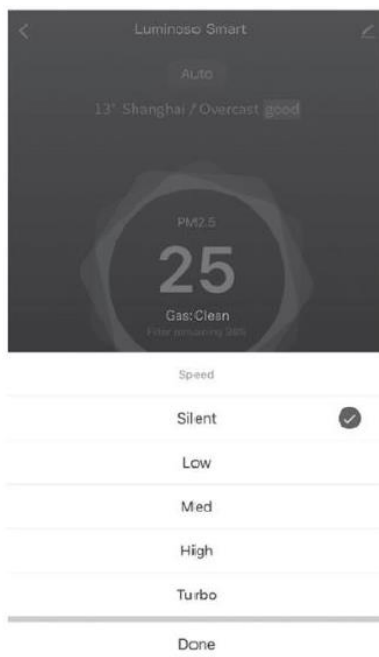 Luminoso Smart
Auto
13° Shanghai / Overcast good
PM2.5
25
Gas: Clean
Filter remaining 98%
Speed
Silent
Low
Med
High
Turbo
Done